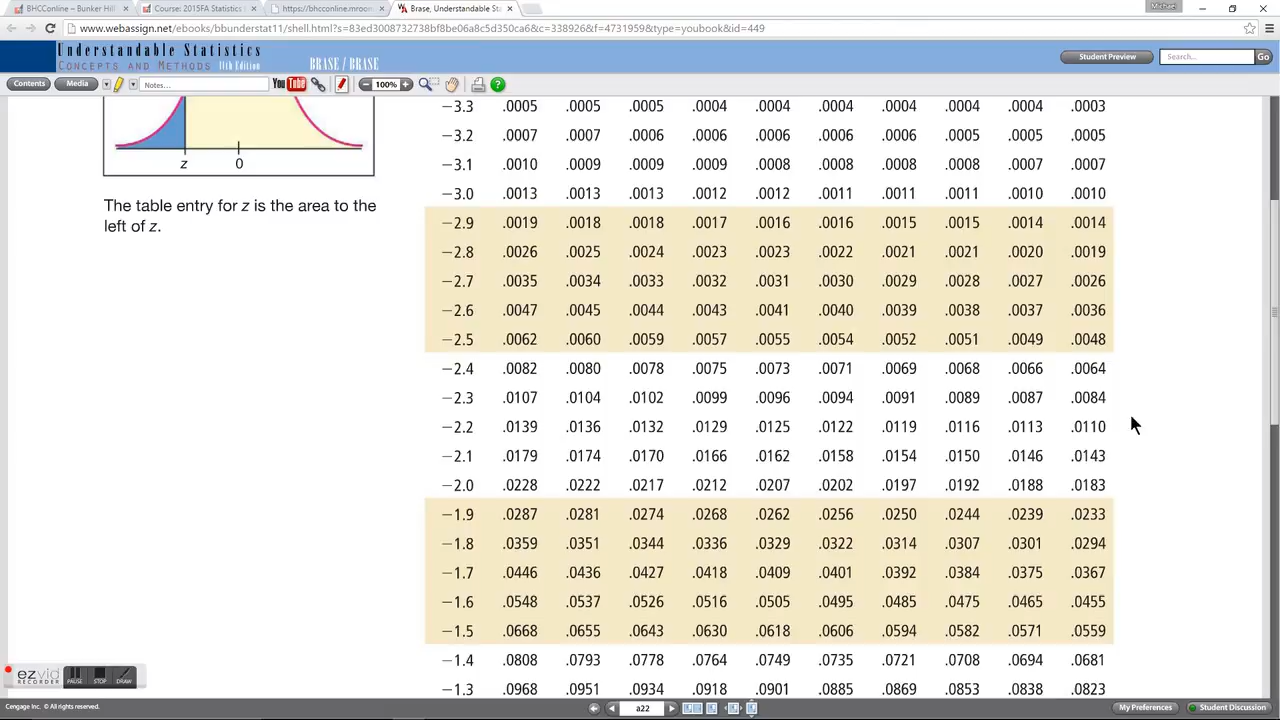 BHCConline – Bunker Hill
Course: 2015FA Statistics
https://bhcconline.mroom
Brase, Understandable Sta
Michael
www.webassign.net/ebooks/bbunderstat11/shell.html?s=83ed3008732738bf8be06a8c5d350ca6&c=338926&f=4731959&type=youbook&id=449
Understandable Statistics
CONCEPTS AND METHODS 11th Edition BRASE / BRASE
Student Preview Search... Go
Contents Media Notes... YouTube 100%
−3.3 .0005 .0005 .0005 .0004 .0004 .0004 .0004 .0004 .0004 .0003
−3.2 .0007 .0007 .0006 .0006 .0006 .0006 .0006 .0005 .0005 .0005
−3.1 .0010 .0009 .0009 .0009 .0008 .0008 .0008 .0008 .0007 .0007
z 0
−3.0 .0013 .0013 .0013 .0012 .0012 .0011 .0011 .0011 .0010 .0010
The table entry for z is the area to the
left of z.
−2.9 .0019 .0018 .0018 .0017 .0016 .0016 .0015 .0015 .0014 .0014
−2.8 .0026 .0025 .0024 .0023 .0023 .0022 .0021 .0021 .0020 .0019
−2.7 .0035 .0034 .0033 .0032 .0031 .0030 .0029 .0028 .0027 .0026
−2.6 .0047 .0045 .0044 .0043 .0041 .0040 .0039 .0038 .0037 .0036
−2.5 .0062 .0060 .0059 .0057 .0055 .0054 .0052 .0051 .0049 .0048
−2.4 .0082 .0080 .0078 .0075 .0073 .0071 .0069 .0068 .0066 .0064
−2.3 .0107 .0104 .0102 .0099 .0096 .0094 .0091 .0089 .0087 .0084
−2.2 .0139 .0136 .0132 .0129 .0125 .0122 .0119 .0116 .0113 .0110
−2.1 .0179 .0174 .0170 .0166 .0162 .0158 .0154 .0150 .0146 .0143
−2.0 .0228 .0222 .0217 .0212 .0207 .0202 .0197 .0192 .0188 .0183
−1.9 .0287 .0281 .0274 .0268 .0262 .0256 .0250 .0244 .0239 .0233
−1.8 .0359 .0351 .0344 .0336 .0329 .0322 .0314 .0307 .0301 .0294
−1.7 .0446 .0436 .0427 .0418 .0409 .0401 .0392 .0384 .0375 .0367
−1.6 .0548 .0537 .0526 .0516 .0505 .0495 .0485 .0475 .0465 .0455
−1.5 .0668 .0655 .0643 .0630 .0618 .0606 .0594 .0582 .0571 .0559
−1.4 .0808 .0793 .0778 .0764 .0749 .0735 .0721 .0708 .0694 .0681
−1.3 .0968 .0951 .0934 .0918 .0901 .0885 .0869 .0853 .0838 .0823
ezvid
RECORDER
PAUSE STOP DRAW
Cengage Inc. © All rights reserved. a22 My Preferences Student Discussion